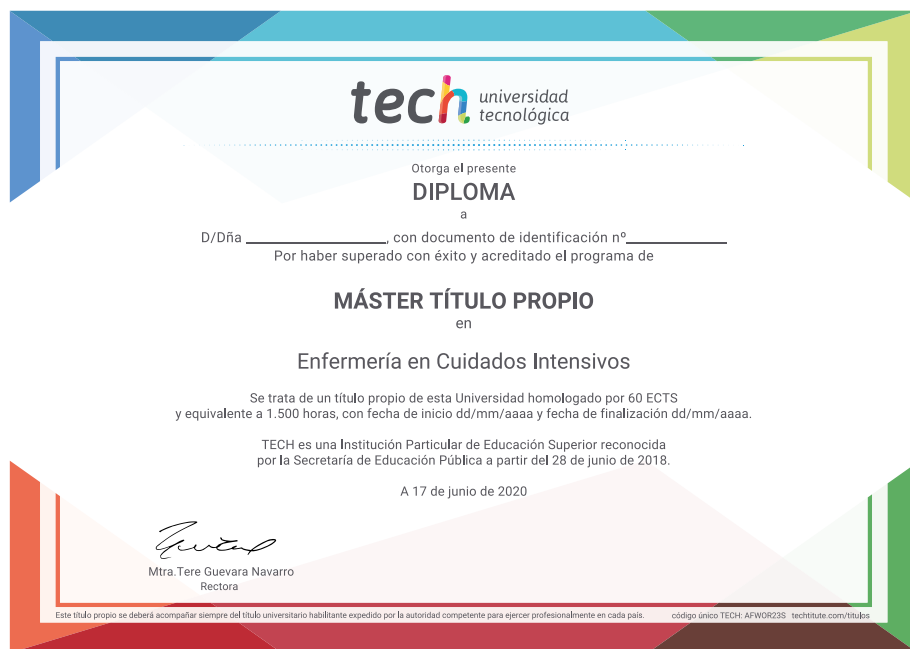 tech universidad
tecnológica
Otorga el presente
DIPLOMA
a
D/Dña ____________________, con documento de identificación nº______________
Por haber superado con éxito y acreditado el programa de
MÁSTER TÍTULO PROPIO
en
Enfermería en Cuidados Intensivos
Se trata de un título propio de esta Universidad homologado por 60 ECTS
y equivalente a 1.500 horas, con fecha de inicio dd/mm/aaaa y fecha de finalización dd/mm/aaaa.
TECH es una Institución Particular de Educación Superior reconocida
por la Secretaría de Educación Pública a partir del 28 de junio de 2018.
A 17 de junio de 2020
Mtra.Tere Guevara Navarro
Rectora
Este título propio se deberá acompañar siempre del título universitario habilitante expedido por la autoridad competente para ejercer profesionalmente en cada país. código único TECH: AFWOR23S techtitute.com/titulos